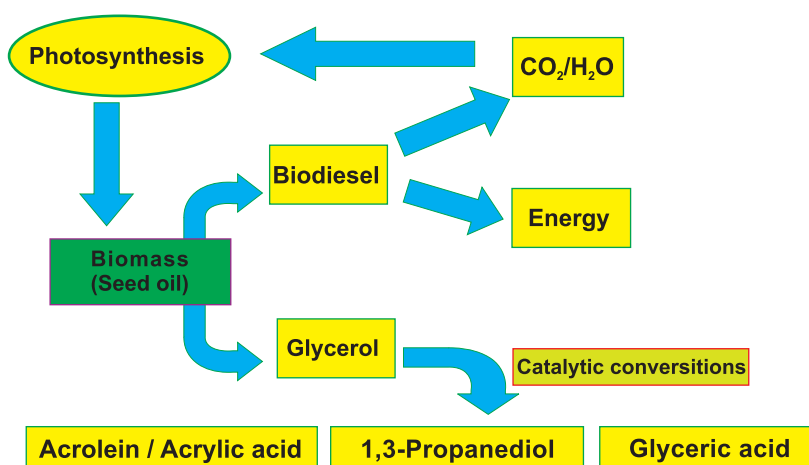 Photosynthesis
CO₂/H₂O
Biodiesel
Energy
Biomass
(Seed oil)
Glycerol
Catalytic conversitions
Acrolein / Acrylic acid
1,3-Propanediol
Glyceric acid